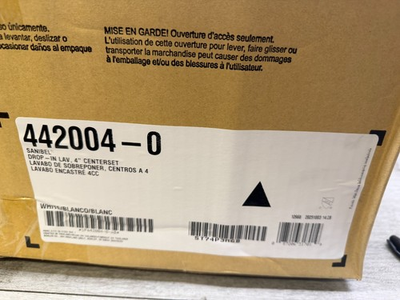 o únicamente.
a levantar, deslizar o
ocasionar daños al empaque
MISE EN GARDE! Ouverture d'accès seulement.
L'utilisation de cette ouverture pour lever, faire glisser ou
transporter la marchandise peut causer des dommages
à l'emballage et/ou des blessures à l'utilisateur.
442004-0
SANIBEL
DROP-IN LAV, 4" CENTERSET
LAVABO DE SOBREPONER, CENTROS A 4
LAVABO ENCASTRÉ 4CC
WHITE/BLANCO/BLANC